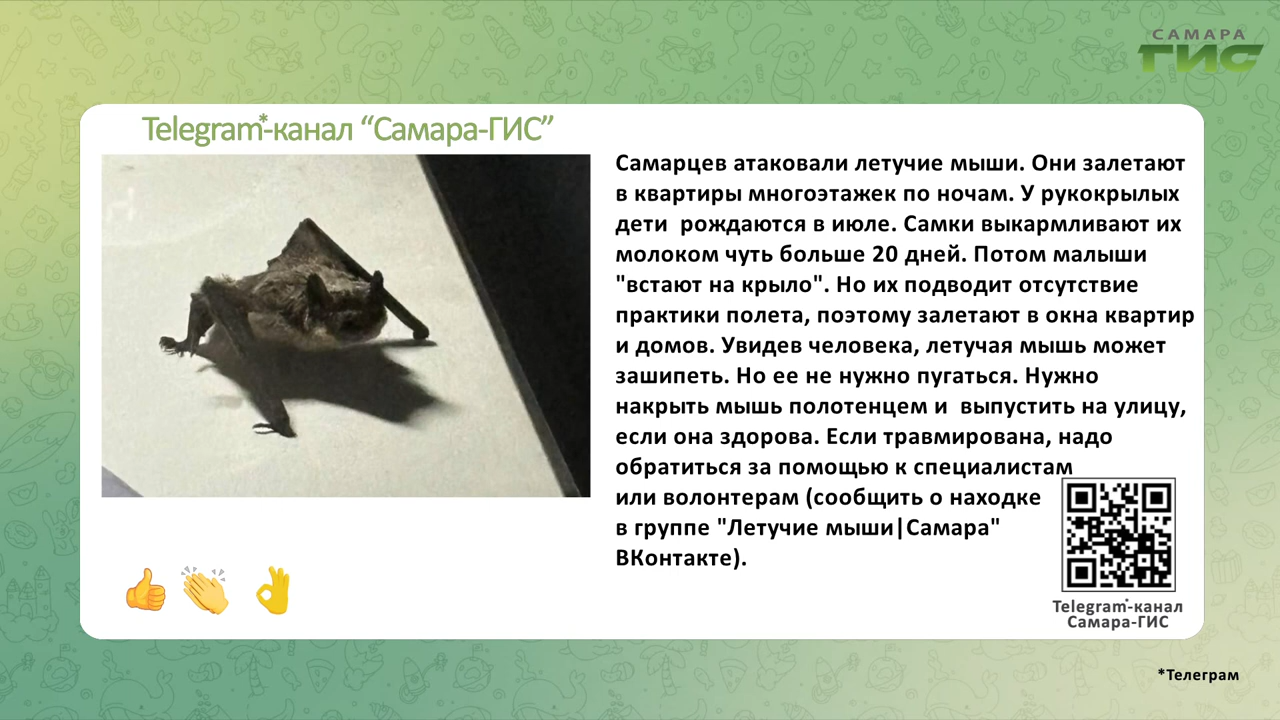 САМАРА
ГИС
Telegram*-канал “Самара-ГИС”
Самарцев атаковали летучие мыши. Они залетают
в квартиры многоэтажек по ночам. У рукокрылых
дети  рождаются в июле. Самки выкармливают их
молоком чуть больше 20 дней. Потом малыши
"встают на крыло". Но их подводит отсутствие
практики полета, поэтому залетают в окна квартир
и домов. Увидев человека, летучая мышь может
зашипеть. Но ее не нужно пугаться. Нужно
накрыть мышь полотенцем и  выпустить на улицу,
если она здорова. Если травмирована, надо
обратиться за помощью к специалистам
или волонтерам (сообщить о находке
в группе "Летучие мыши|Самара"
ВКонтакте).
Telegram*-канал
Самара-ГИС
*Телеграм